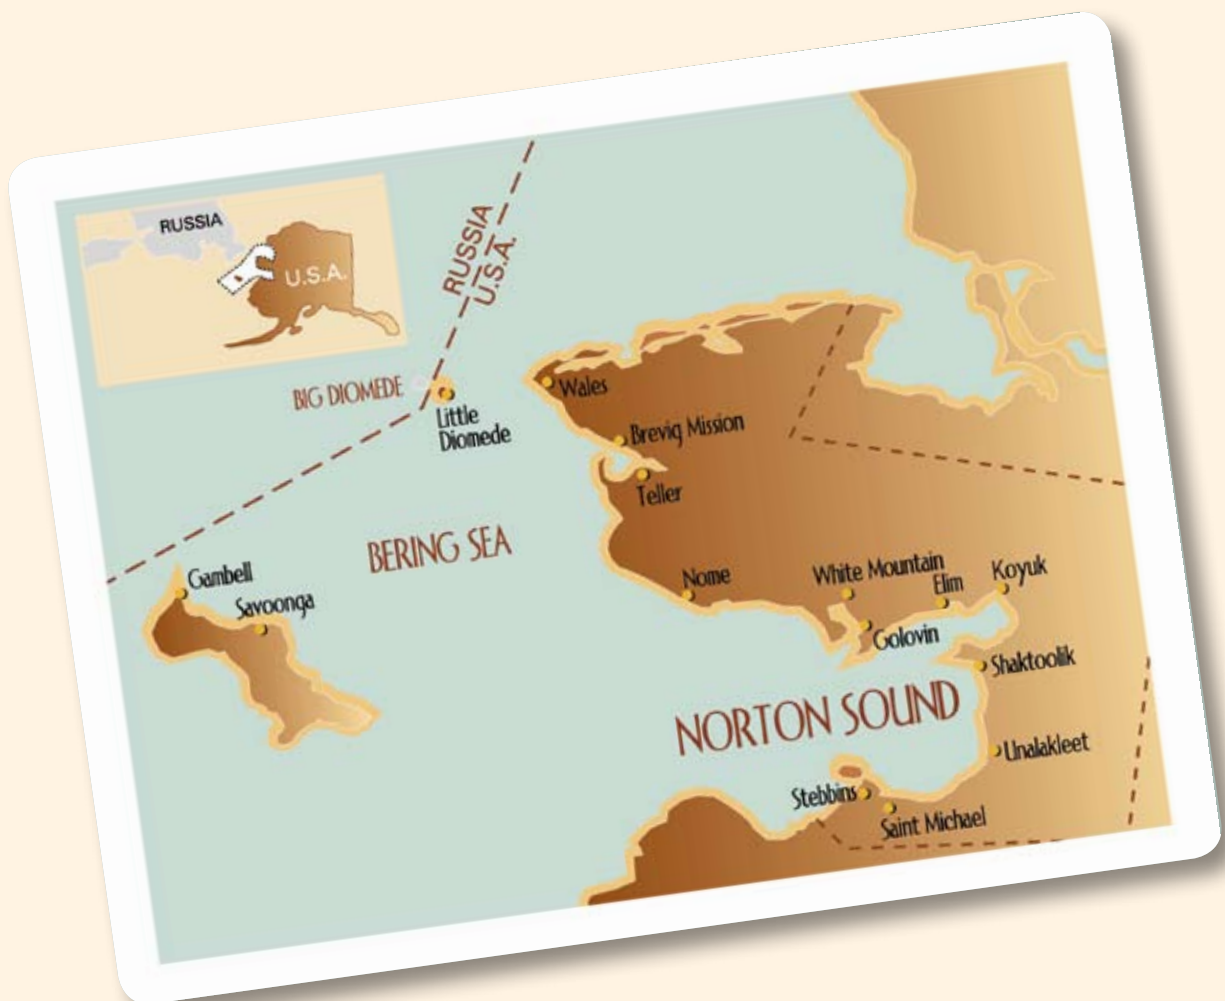 RUSSIA
U.S.A.
RUSSIA
U.S.A.
BIG DIOMEDE
Little
Diomede
Wales
Brevig Mission
Teller
BERING SEA
Gambell
Savoonga
Nome
White Mountain
Elim
Koyuk
Golovin
Shaktoolik
NORTON SOUND
Unalakleet
Stebbins
Saint Michael